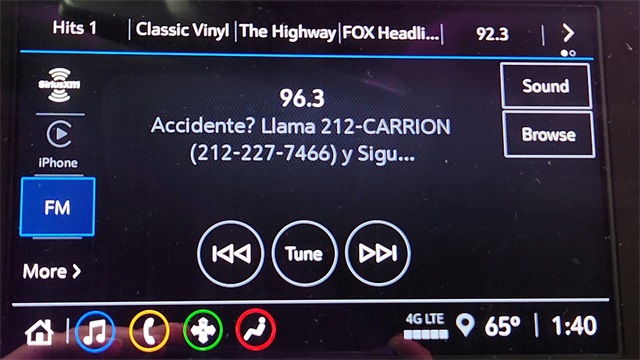 Hits 1 | Classic Vinyl | The Highway | FOX Headli... | 92.3
SiriusXM
iPhone
FM
More
96.3
Accidente? Llama 212-CARRION
(212-227-7466) y Sigu...
Sound
Browse
Tune
4G LTE
65°
1:40